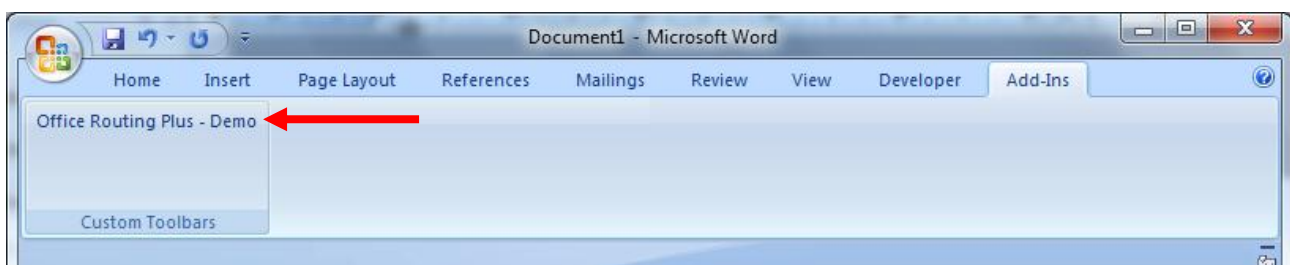 Document1 - Microsoft Word
Home Insert Page Layout References Mailings Review View Developer Add-Ins
Office Routing Plus - Demo
Custom Toolbars